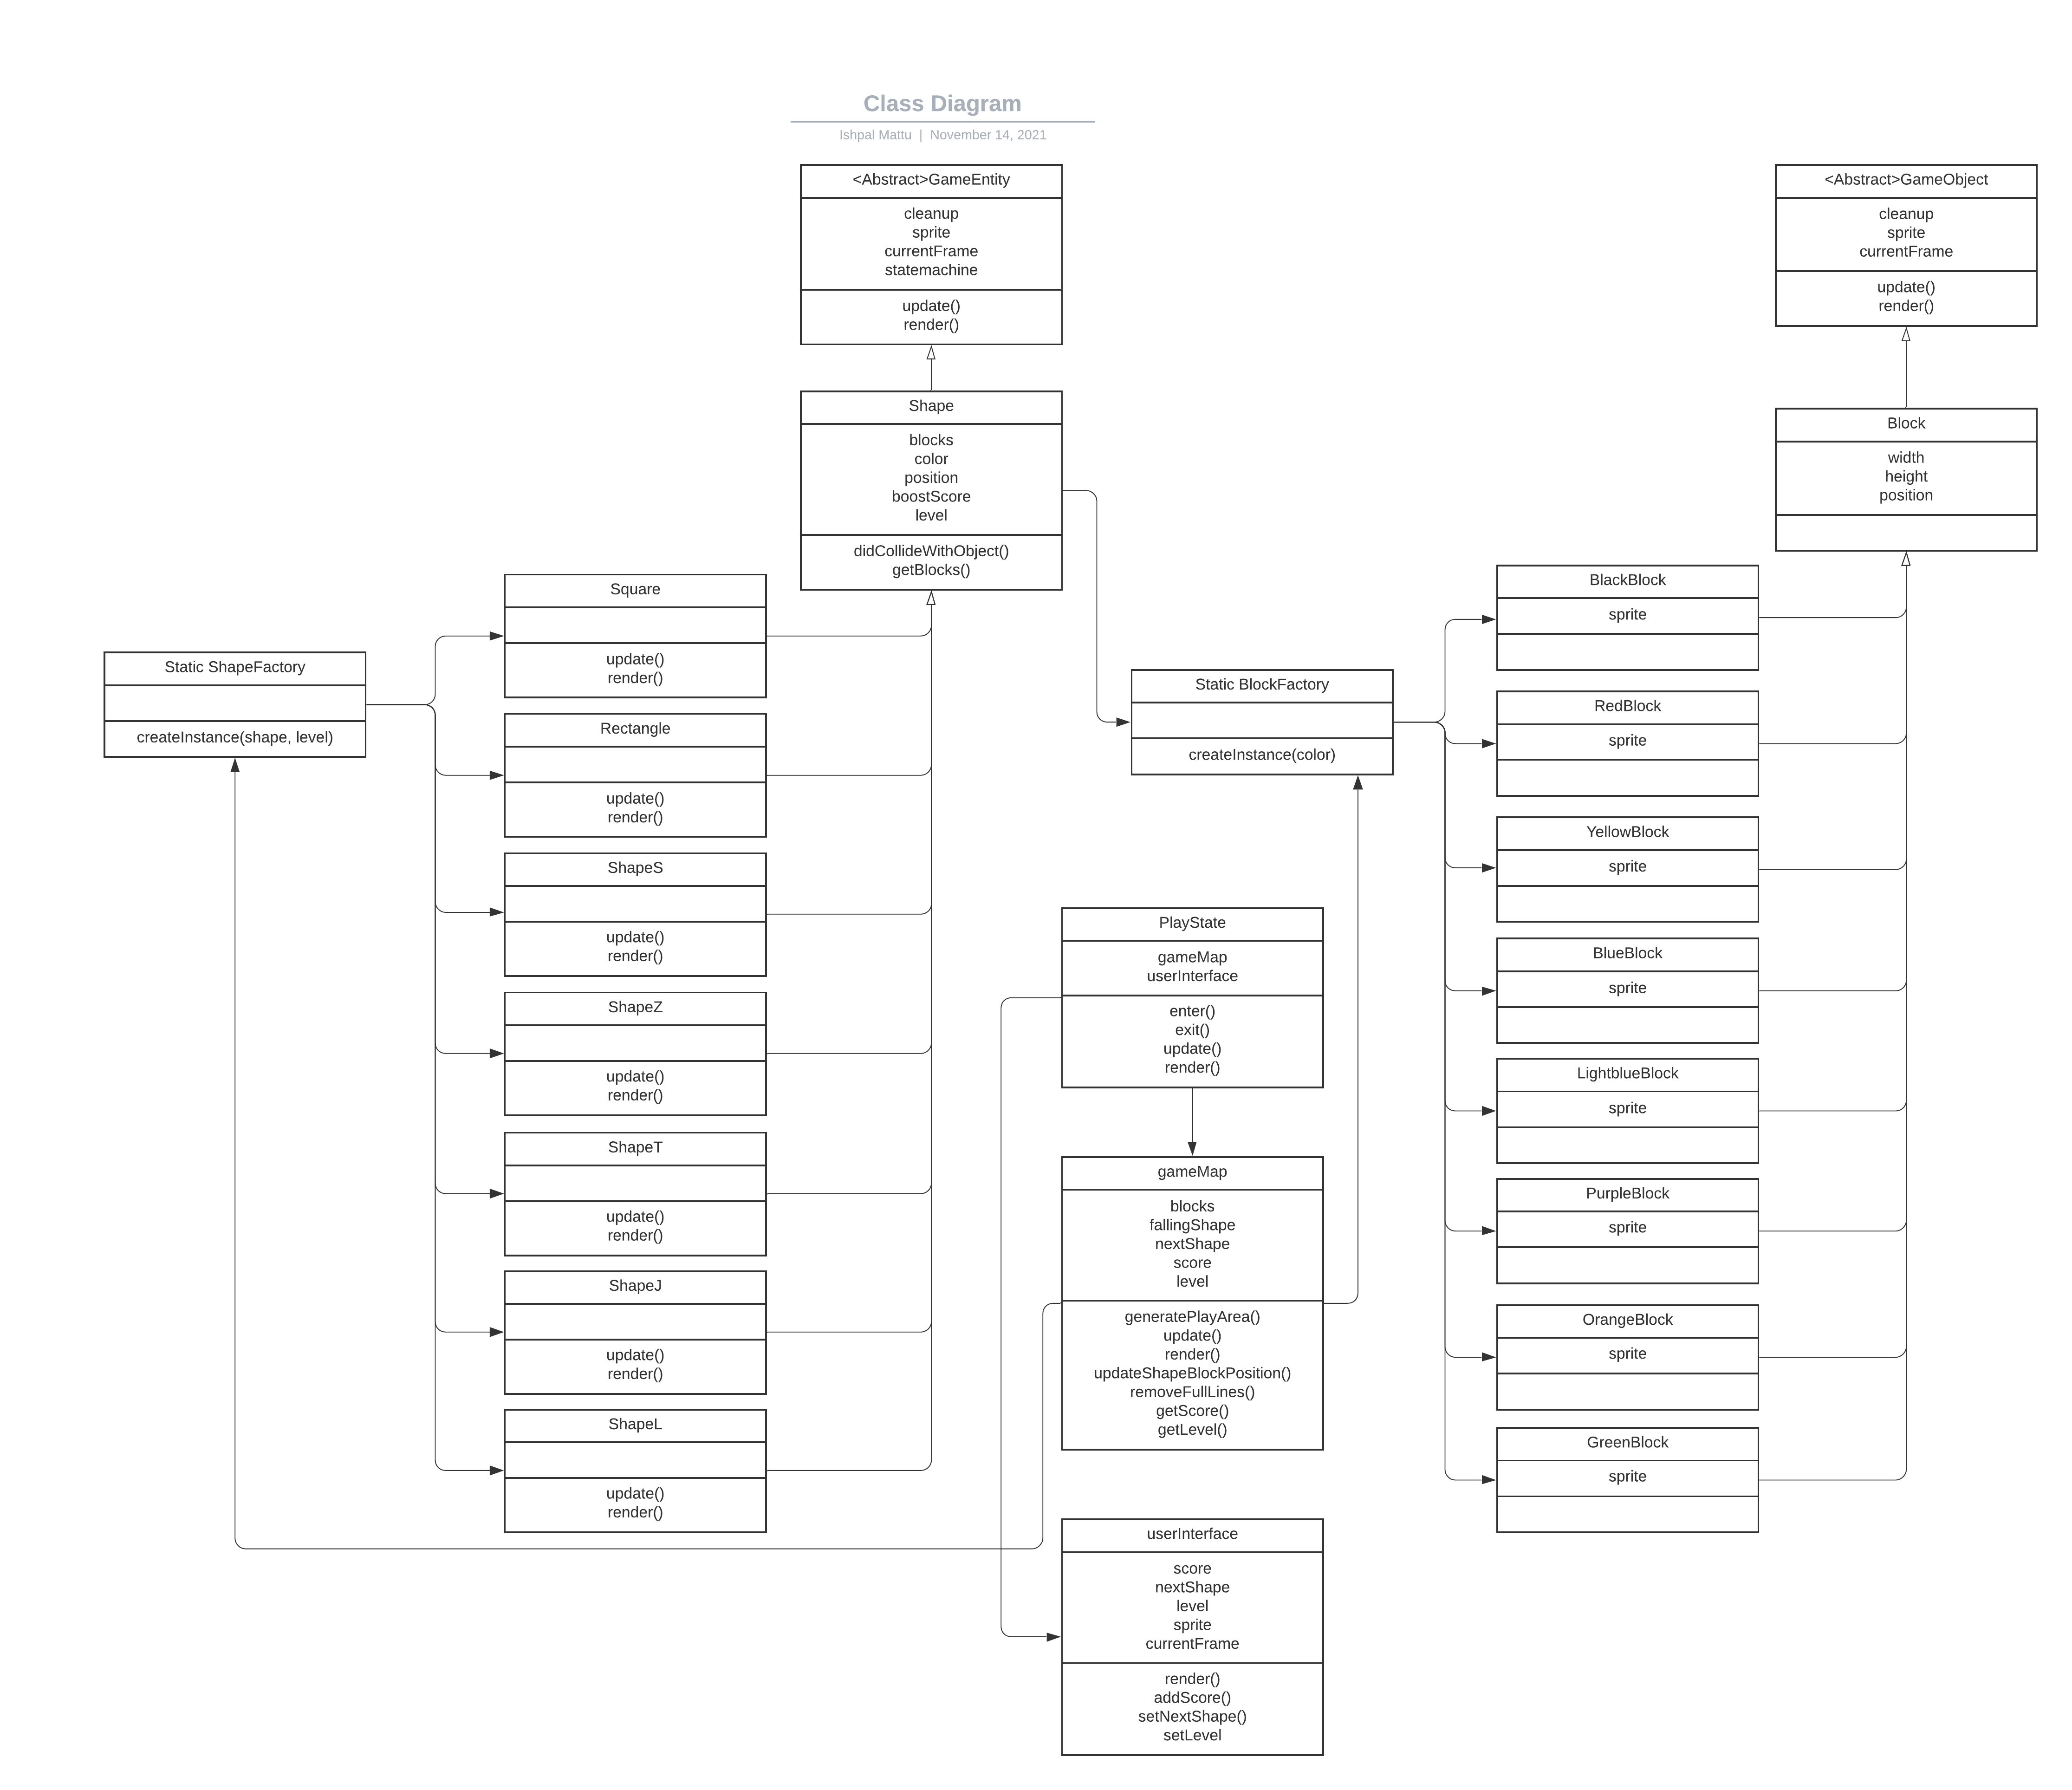 Class Diagram
Ishpal Mattu | November 14, 2021
<Abstract>GameEntity
cleanup
sprite
currentFrame
statemachine
update()
render()
<Abstract>GameObject
cleanup
sprite
currentFrame
update()
render()
Shape
blocks
color
position
boostScore
level
didCollideWithObject()
getBlocks()
Block
width
height
position
Static ShapeFactory
createInstance(shape, level)
Square
update()
render()
Rectangle
update()
render()
ShapeS
update()
render()
ShapeZ
update()
render()
ShapeT
update()
render()
ShapeJ
update()
render()
ShapeL
update()
render()
Static BlockFactory
createInstance(color)
PlayState
gameMap
userInterface
enter()
exit()
update()
render()
gameMap
blocks
fallingShape
nextShape
score
level
generatePlayArea()
update()
render()
updateShapeBlockPosition()
removeFullLines()
getScore()
getLevel()
userInterface
score
nextShape
level
sprite
currentFrame
render()
addScore()
setNextShape()
setLevel
BlackBlock
sprite
RedBlock
sprite
YellowBlock
sprite
BlueBlock
sprite
LightblueBlock
sprite
PurpleBlock
sprite
OrangeBlock
sprite
GreenBlock
sprite